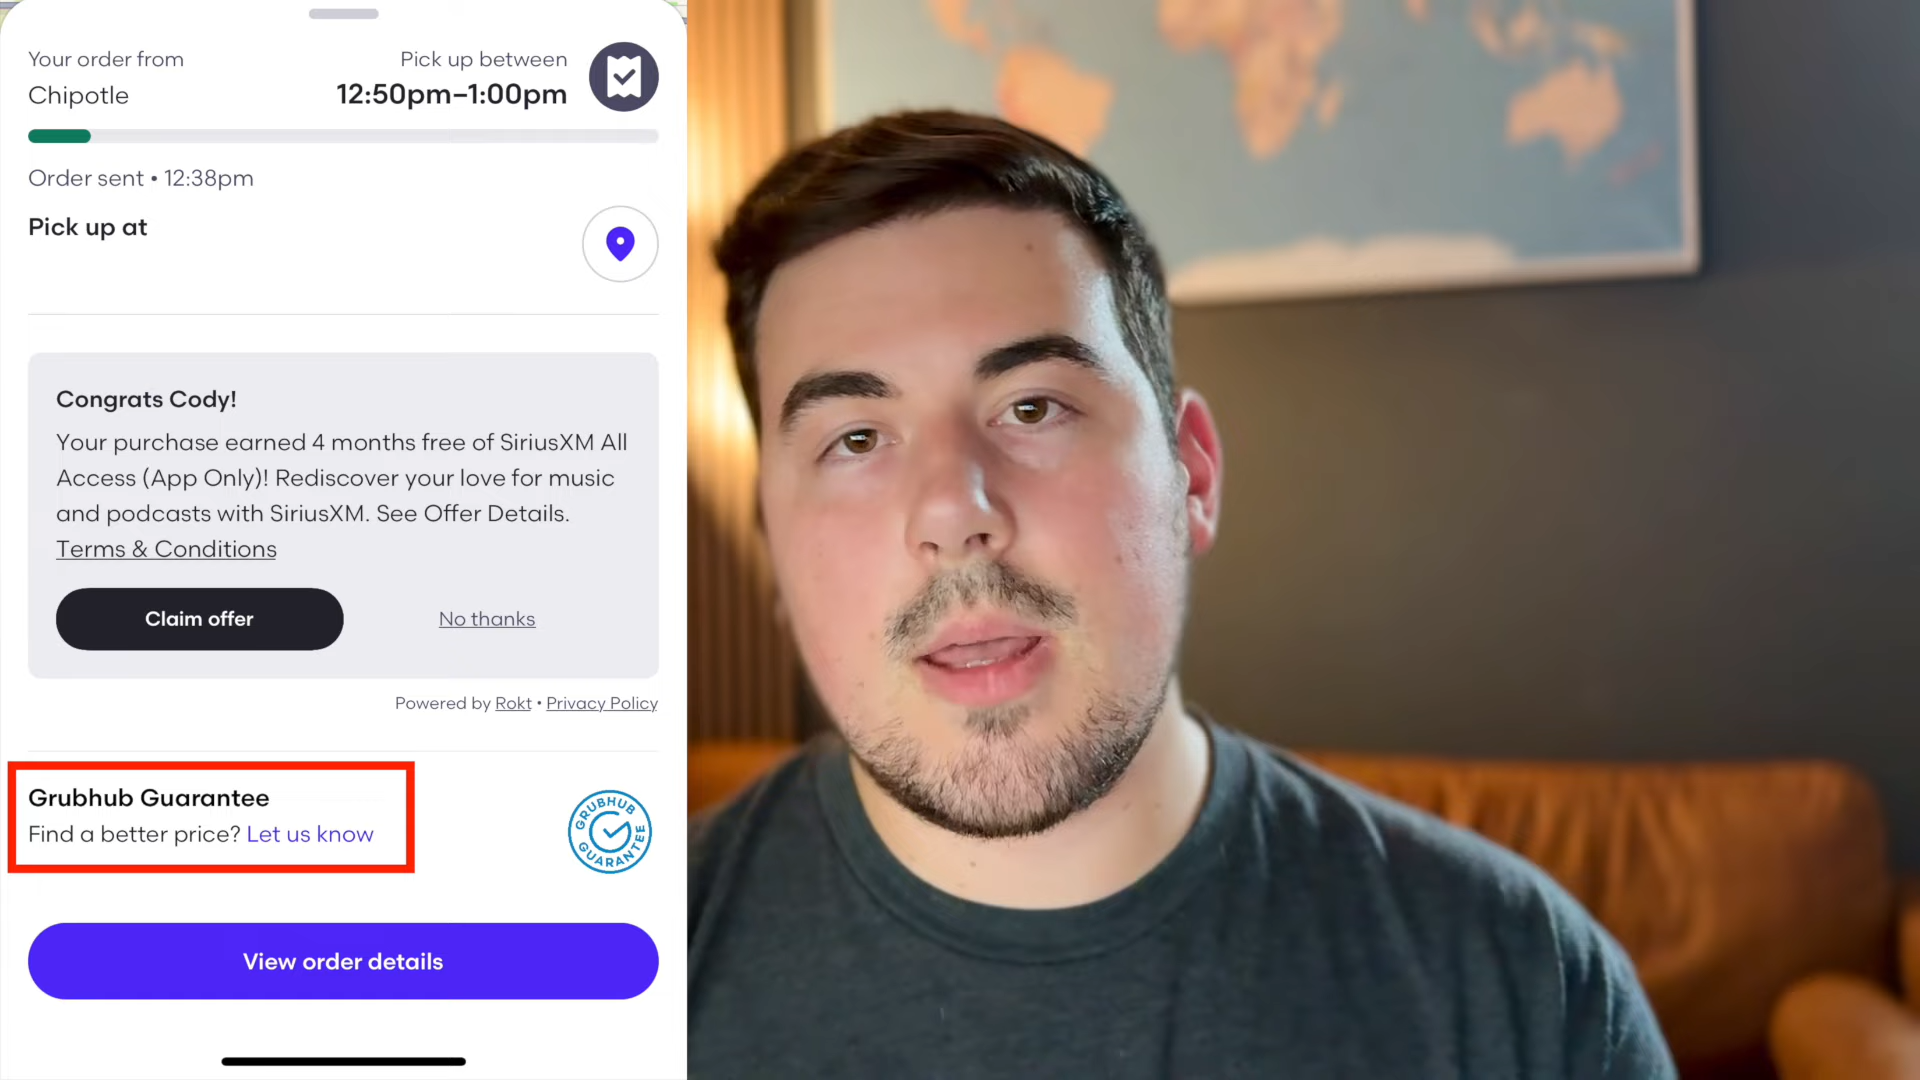 Your order from
Chipotle
Pick up between
12:50pm–1:00pm
Order sent • 12:38pm
Pick up at
Congrats Cody!
Your purchase earned 4 months free of SiriusXM All
Access (App Only)! Rediscover your love for music
and podcasts with SiriusXM. See Offer Details.
Terms & Conditions
Claim offer
No thanks
Powered by Rokt • Privacy Policy
Grubhub Guarantee
Find a better price? Let us know
GRUBHUB
GUARANTEE
View order details